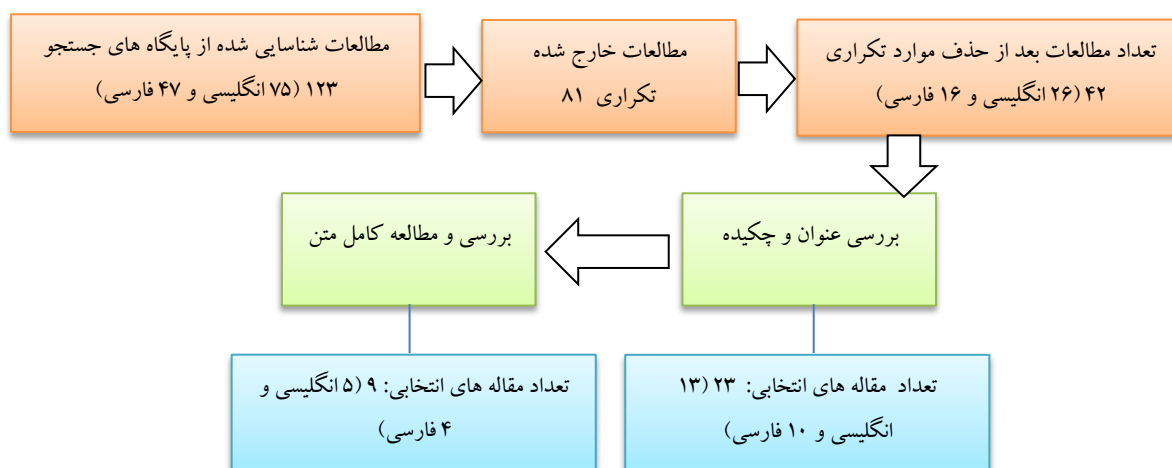 مطالعات شناسایی شده از پایگاه های جستجو
۱۲۳ (۷۵ انگلیسی و ۴۷ فارسی)
مطالعات خارج شده
تکراری ۸۱
تعداد مطالعات بعد از حذف موارد تکراری
۴۲ (۲۶ انگلیسی و ۱۶ فارسی)
بررسی عنوان و چکیده
بررسی و مطالعه کامل متن
تعداد مقاله های انتخابی: ۲۳ (۱۳
انگلیسی و ۱۰ فارسی)
تعداد مقاله های انتخابی: ۹ (۵ انگلیسی و
۴ فارسی)